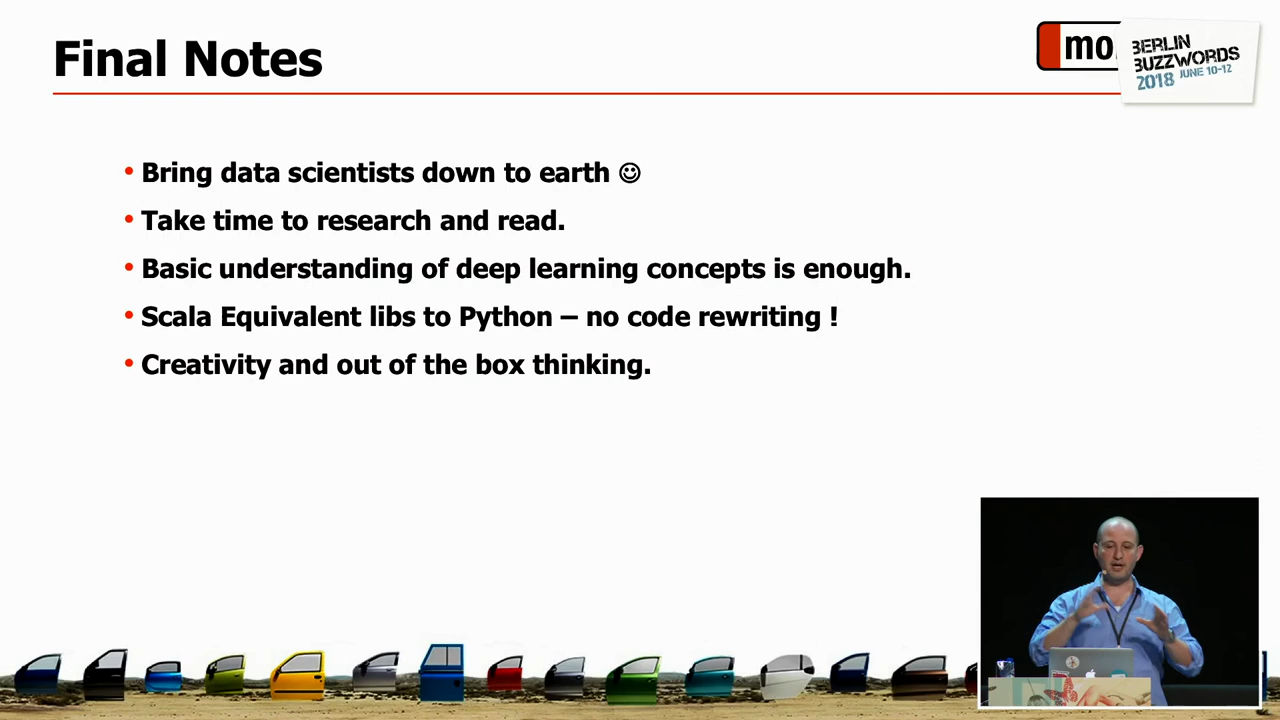 Final Notes
mo
BERLIN
BUZZWORDS
2018 JUNE 10-12
• Bring data scientists down to earth ☺
• Take time to research and read.
• Basic understanding of deep learning concepts is enough.
• Scala Equivalent libs to Python – no code rewriting !
• Creativity and out of the box thinking.